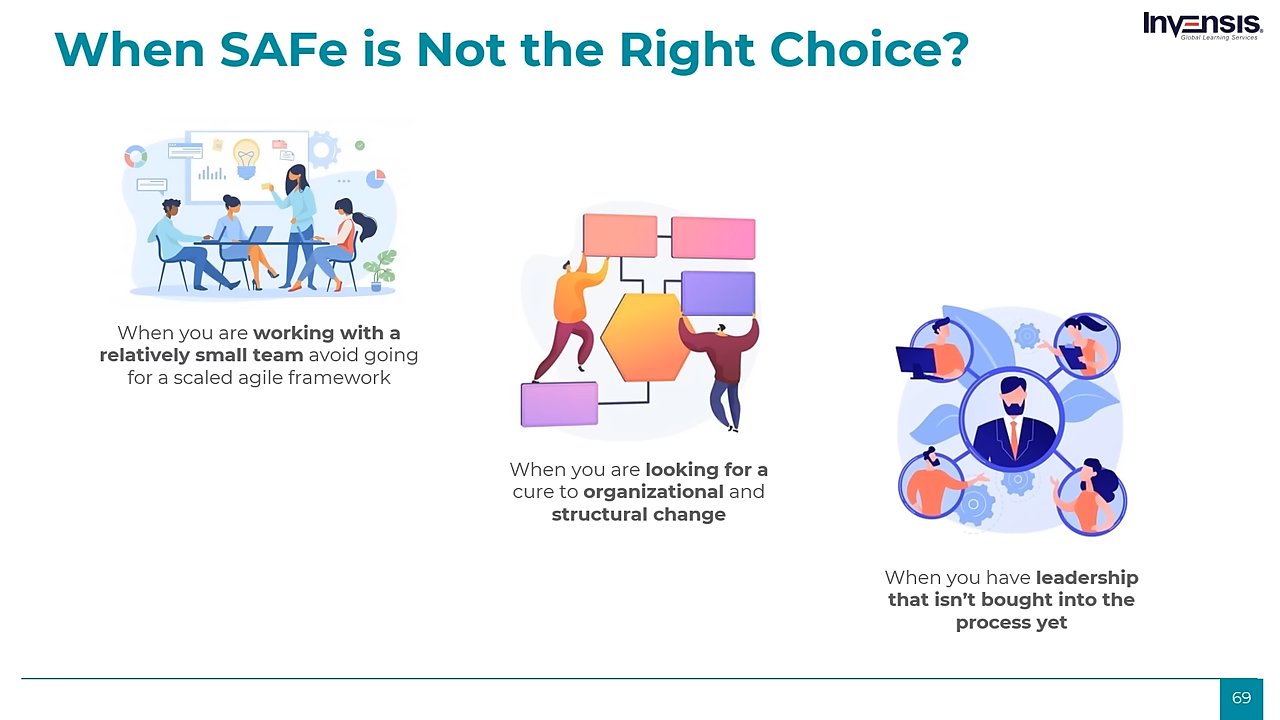 When SAFe is Not the Right Choice?
Invensis.
Global Learning Services
When you are working with a
relatively small team avoid going
for a scaled agile framework
When you are looking for a
cure to organizational and
structural change
When you have leadership
that isn’t bought into the
process yet
69